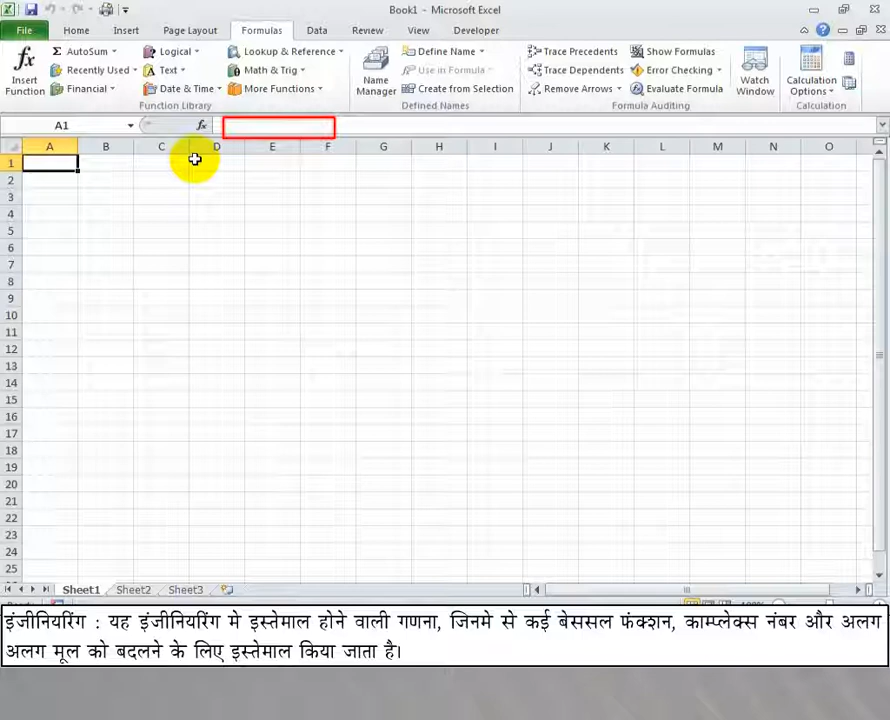 Book1 - Microsoft Excel
File Home Insert Page Layout Formulas Data Review View Developer
fx Σ AutoSum Logical Lookup & Reference Define Name Trace Precedents Show Formulas
Insert Function Recently Used Text Math & Trig Name Manager Use in Formula Trace Dependents Error Checking Watch Window Calculation Options
Financial Date & Time More Functions Create from Selection Remove Arrows Evaluate Formula
Function Library Defined Names Formula Auditing Calculation
A1 fx
A B C D E F G H I J K L M N O
1
2
3
4
5
6
7
8
9
10
11
12
13
14
15
16
17
18
19
20
21
22
23
24
25
Sheet1 Sheet2 Sheet3
इंजीनियरिंग : यह इंजीनियरिंग मे इस्तेमाल होने वाली गणना, जिनमे से कई बेससल फंक्शन, काम्प्लेक्स नंबर और अलग
अलग मूल को बदलने के लिए इस्तेमाल किया जाता है।